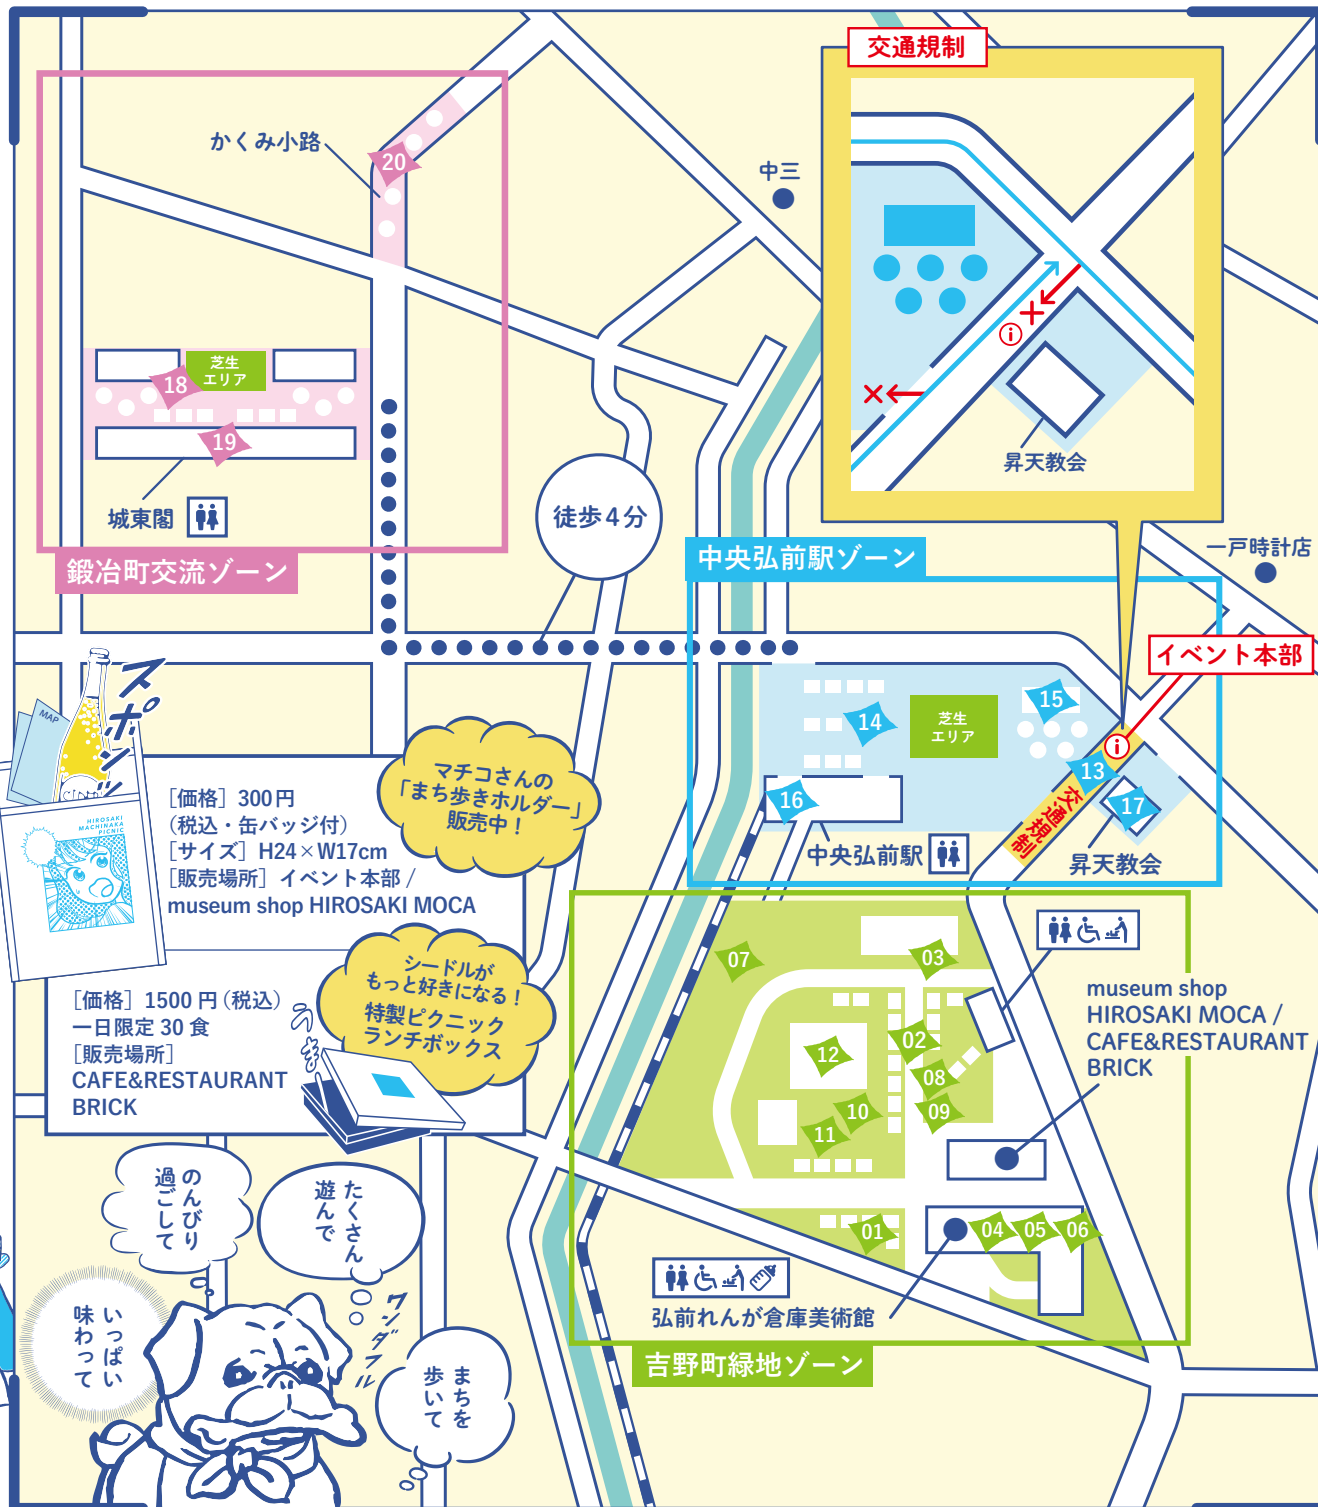 交通規制
かくみ小路
20
中三
芝生
エリア
18
19
城東閣
鍛冶町交流ゾーン
徒歩4分
昇天教会
中央弘前駅ゾーン
一戸時計店
イベント本部
芝生
エリア
14
15
13
16
17
交通規制
中央弘前駅
昇天教会
MAP
スポンッ
HIROSAKI
MACHINAKA
PICNIC
マチコさんの
「まち歩きホルダー」
販売中！
［価格］300円
（税込・缶バッジ付）
［サイズ］H24×W17cm
［販売場所］イベント本部 /
museum shop HIROSAKI MOCA
シードルが
もっと好きになる！
特製ピクニック
ランチボックス
［価格］1500円（税込）
一日限定30食
［販売場所］
CAFE&RESTAURANT
BRICK
07
03
02
12
08
10
09
11
01
04
05
06
museum shop
HIROSAKI MOCA /
CAFE&RESTAURANT
BRICK
弘前れんが倉庫美術館
吉野町緑地ゾーン
のんびり
過ごして
たくさん
遊んで
いっぱい
味わって
ワンダフル
まちを
歩いて